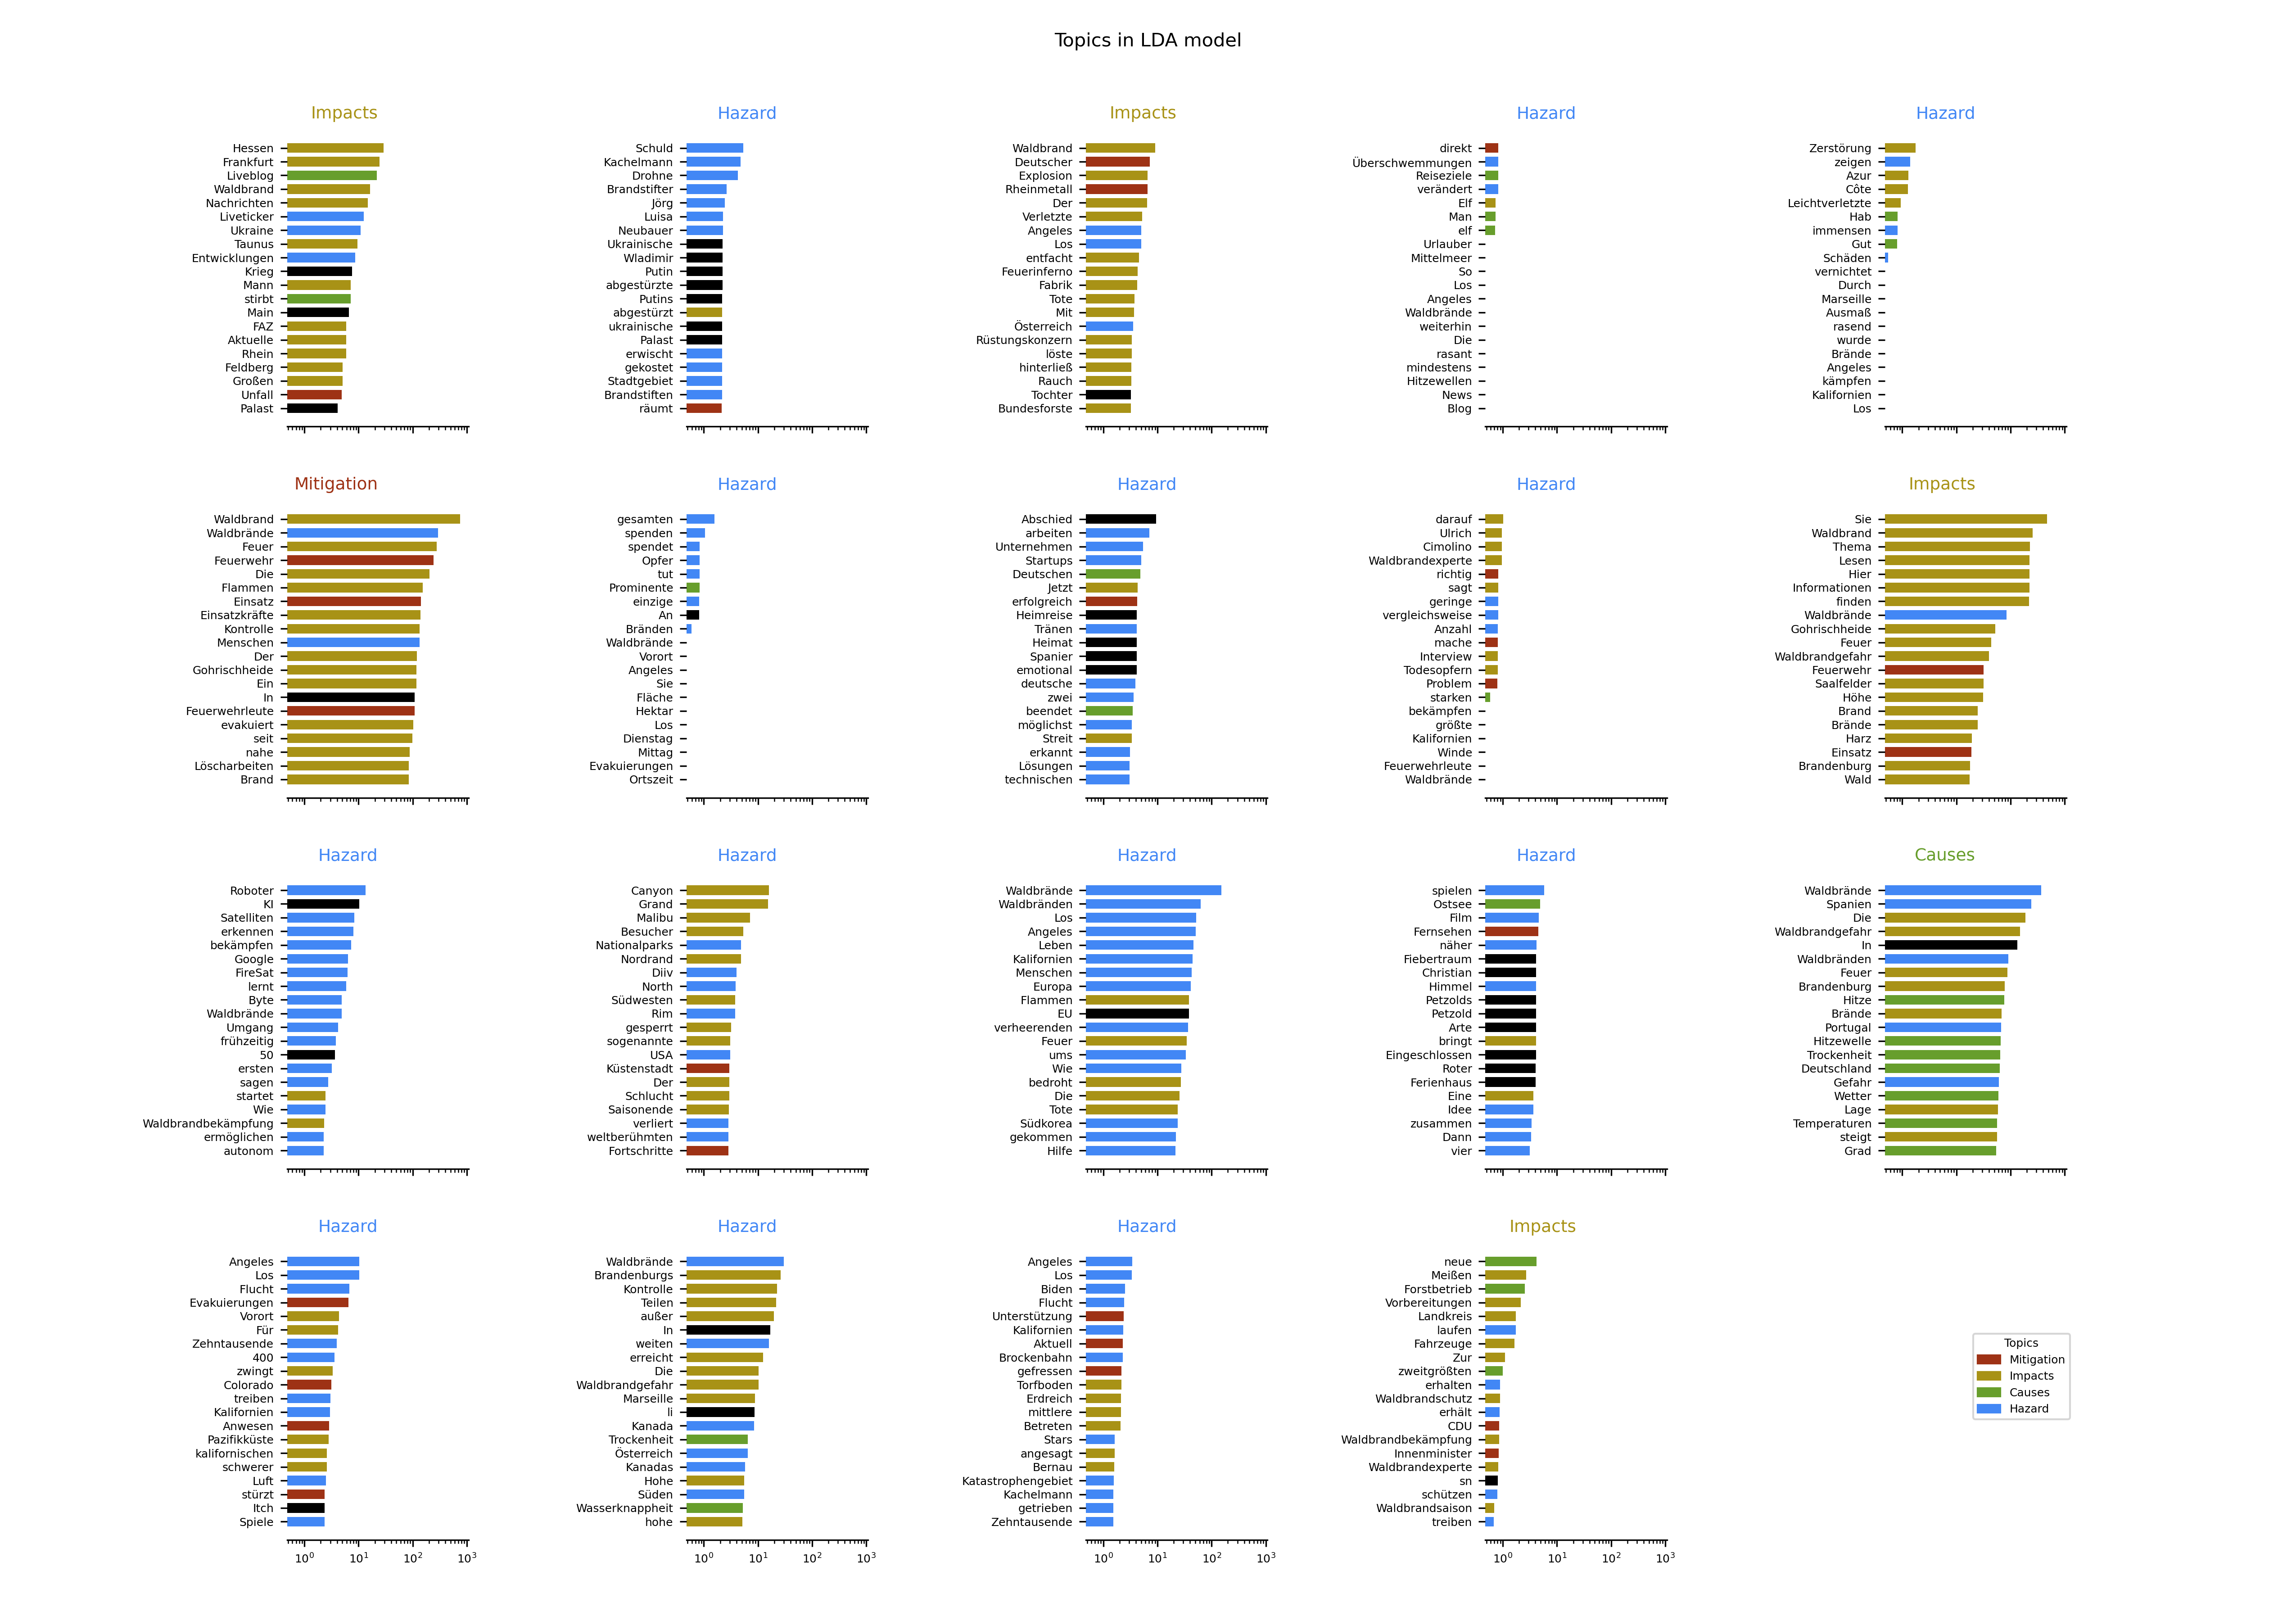 Topics in LDA model
Impacts
Hessen
Frankfurt
Liveblog
Waldbrand
Nachrichten
Liveticker
Ukraine
Taunus
Entwicklungen
Krieg
Mann
stirbt
Main
FAZ
Aktuelle
Rhein
Feldberg
Großen
Unfall
Palast
Hazard
Schuld
Kachelmann
Drohne
Brandstifter
Jörg
Luisa
Neubauer
Ukrainische
Wladimir
Putin
abgestürzte
Putins
abgestürzt
ukrainische
Palast
erwischt
gekostet
Stadtgebiet
Brandstiften
räumt
Impacts
Waldbrand
Deutscher
Explosion
Rheinmetall
Der
Verletzte
Angeles
Los
entfacht
Feuerinferno
Fabrik
Tote
Mit
Österreich
Rüstungskonzern
löste
hinterließ
Rauch
Tochter
Bundesforste
Hazard
direkt
Überschwemmungen
Reiseziele
verändert
Elf
Man
elf
Urlauber
Mittelmeer
So
Los
Angeles
Waldbrände
weiterhin
Die
rasant
mindestens
Hitzewellen
News
Blog
Hazard
Zerstörung
zeigen
Azur
Côte
Leichtverletzte
Hab
immensen
Gut
Schäden
vernichtet
Durch
Marseille
Ausmaß
rasend
wurde
Brände
Angeles
kämpfen
Kalifornien
Los
Mitigation
Waldbrand
Waldbrände
Feuer
Feuerwehr
Die
Flammen
Einsatz
Einsatzkräfte
Kontrolle
Menschen
Der
Gohrischheide
Ein
In
Feuerwehrleute
evakuiert
seit
nahe
Löscharbeiten
Brand
Hazard
gesamten
spenden
spendet
Opfer
tut
Prominente
einzige
An
Bränden
Waldbrände
Vorort
Angeles
Sie
Fläche
Hektar
Los
Dienstag
Mittag
Evakuierungen
Ortszeit
Hazard
Abschied
arbeiten
Unternehmen
Startups
Deutschen
Jetzt
erfolgreich
Heimreise
Tränen
Heimat
Spanier
emotional
deutsche
zwei
beendet
möglichst
Streit
erkannt
Lösungen
technischen
Hazard
darauf
Ulrich
Cimolino
Waldbrandexperte
richtig
sagt
geringe
vergleichsweise
Anzahl
mache
Interview
Todesopfern
Problem
starken
bekämpfen
größte
Kalifornien
Winde
Feuerwehrleute
Waldbrände
Impacts
Sie
Waldbrand
Thema
Lesen
Hier
Informationen
finden
Waldbrände
Gohrischheide
Feuer
Waldbrandgefahr
Feuerwehr
Saalfelder
Höhe
Brand
Brände
Harz
Einsatz
Brandenburg
Wald
Hazard
Roboter
KI
Satelliten
erkennen
bekämpfen
Google
FireSat
lernt
Byte
Waldbrände
Umgang
frühzeitig
50
ersten
sagen
startet
Wie
Waldbrandbekämpfung
ermöglichen
autonom
Hazard
Canyon
Grand
Malibu
Besucher
Nationalparks
Nordrand
Diiv
North
Südwesten
Rim
gesperrt
sogenannte
USA
Küstenstadt
Der
Schlucht
Saisonende
verliert
weltberühmten
Fortschritte
Hazard
Waldbrände
Waldbränden
Los
Angeles
Leben
Kalifornien
Menschen
Europa
Flammen
EU
verheerenden
Feuer
ums
Wie
bedroht
Die
Tote
Südkorea
gekommen
Hilfe
Hazard
spielen
Ostsee
Film
Fernsehen
näher
Fiebertraum
Christian
Himmel
Petzolds
Petzold
Arte
bringt
Eingeschlossen
Roter
Ferienhaus
Eine
Idee
zusammen
Dann
vier
Causes
Waldbrände
Spanien
Die
Waldbrandgefahr
In
Waldbränden
Feuer
Brandenburg
Hitze
Brände
Portugal
Hitzewelle
Trockenheit
Deutschland
Gefahr
Wetter
Lage
Temperaturen
steigt
Grad
Hazard
Angeles
Los
Flucht
Evakuierungen
Vorort
Für
Zehntausende
400
zwingt
Colorado
treiben
Kalifornien
Anwesen
Pazifikküste
kalifornischen
schwerer
Luft
stürzt
Itch
Spiele
10⁰ 10¹ 10² 10³
Hazard
Waldbrände
Brandenburgs
Kontrolle
Teilen
außer
In
weiten
erreicht
Die
Waldbrandgefahr
Marseille
li
Kanada
Trockenheit
Österreich
Kanadas
Hohe
Süden
Wasserknappheit
hohe
10⁰ 10¹ 10² 10³
Hazard
Angeles
Los
Biden
Flucht
Unterstützung
Kalifornien
Aktuell
Brockenbahn
gefressen
Torfboden
Erdreich
mittlere
Betreten
Stars
angesagt
Bernau
Katastrophengebiet
Kachelmann
getrieben
Zehntausende
10⁰ 10¹ 10² 10³
Impacts
neue
Meißen
Forstbetrieb
Vorbereitungen
Landkreis
laufen
Fahrzeuge
Zur
zweitgrößten
erhalten
Waldbrandschutz
erhält
CDU
Waldbrandbekämpfung
Innenminister
Waldbrandexperte
sn
schützen
Waldbrandsaison
treiben
10⁰ 10¹ 10² 10³
Topics
Mitigation
Impacts
Causes
Hazard